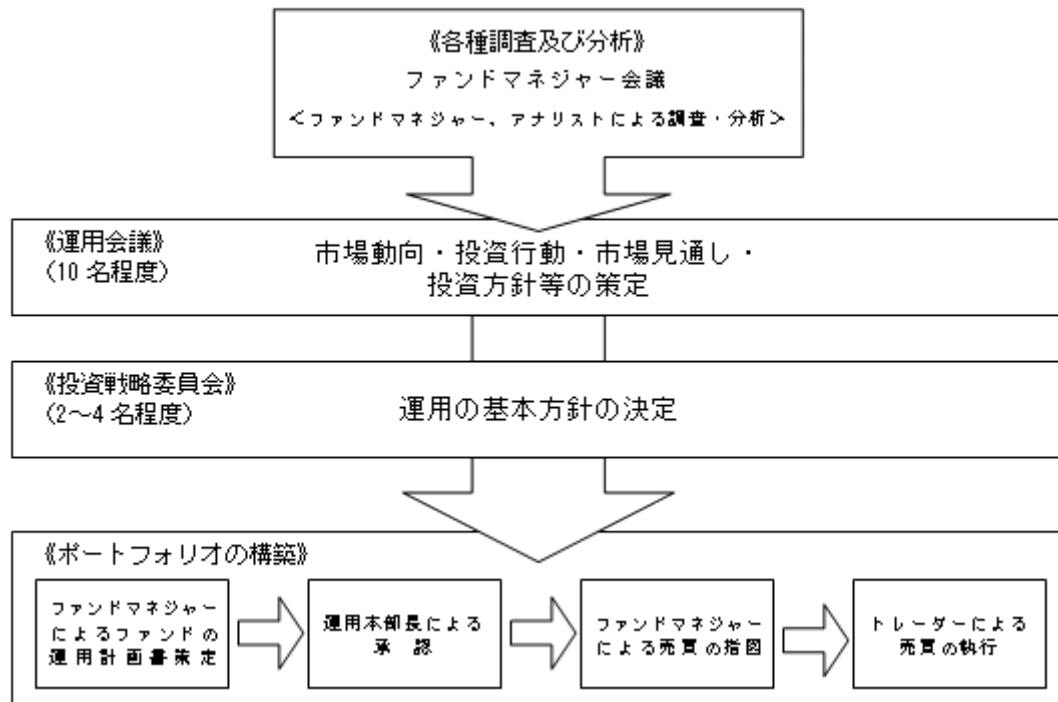 《各種調査及び分析》
ファンドマネジャー会議
＜ファンドマネジャー、アナリストによる調査・分析＞
《運用会議》
（10 名程度）
市場動向・投資行動・市場見通し・
投資方針等の策定
《投資戦略委員会》
（2～4 名程度）
運用の基本方針の決定
《ポートフォリオの構築》
ファンドマネジャー
によるファンドの
運用計画書策定
運用本部長による
承　認
ファンドマネジャー
による売買の指図
トレーダーによる
売買の執行